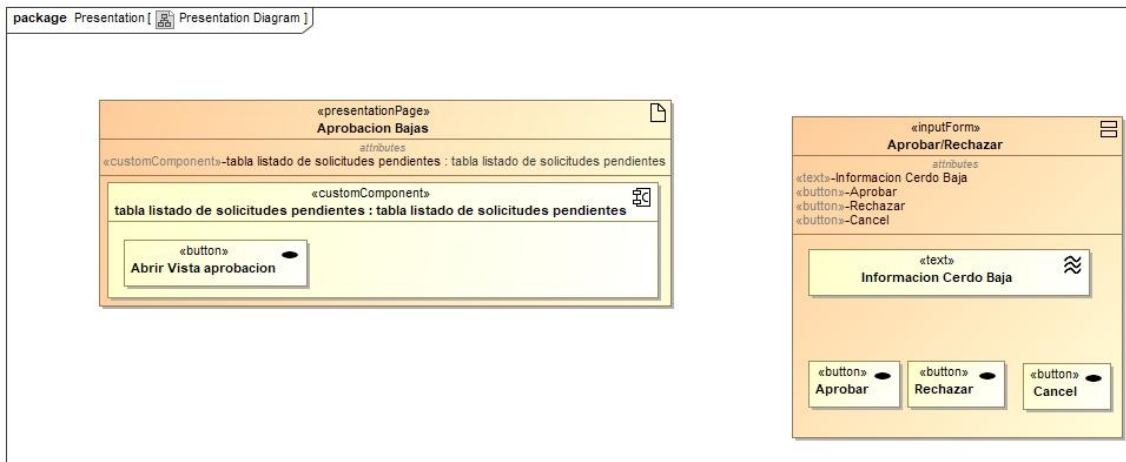 package Presentation [ Presentation Diagram ]
«presentationPage»
Aprobacion Bajas
attributes
«customComponent»-tabla listado de solicitudes pendientes : tabla listado de solicitudes pendientes
«customComponent»
tabla listado de solicitudes pendientes : tabla listado de solicitudes pendientes
«button»
Abrir Vista aprobacion
«inputForm»
Aprobar/Rechazar
attributes
«text»-Informacion Cerdo Baja
«button»-Aprobar
«button»-Rechazar
«button»-Cancel
«text»
Informacion Cerdo Baja
«button»
Aprobar
«button»
Rechazar
«button»
Cancel